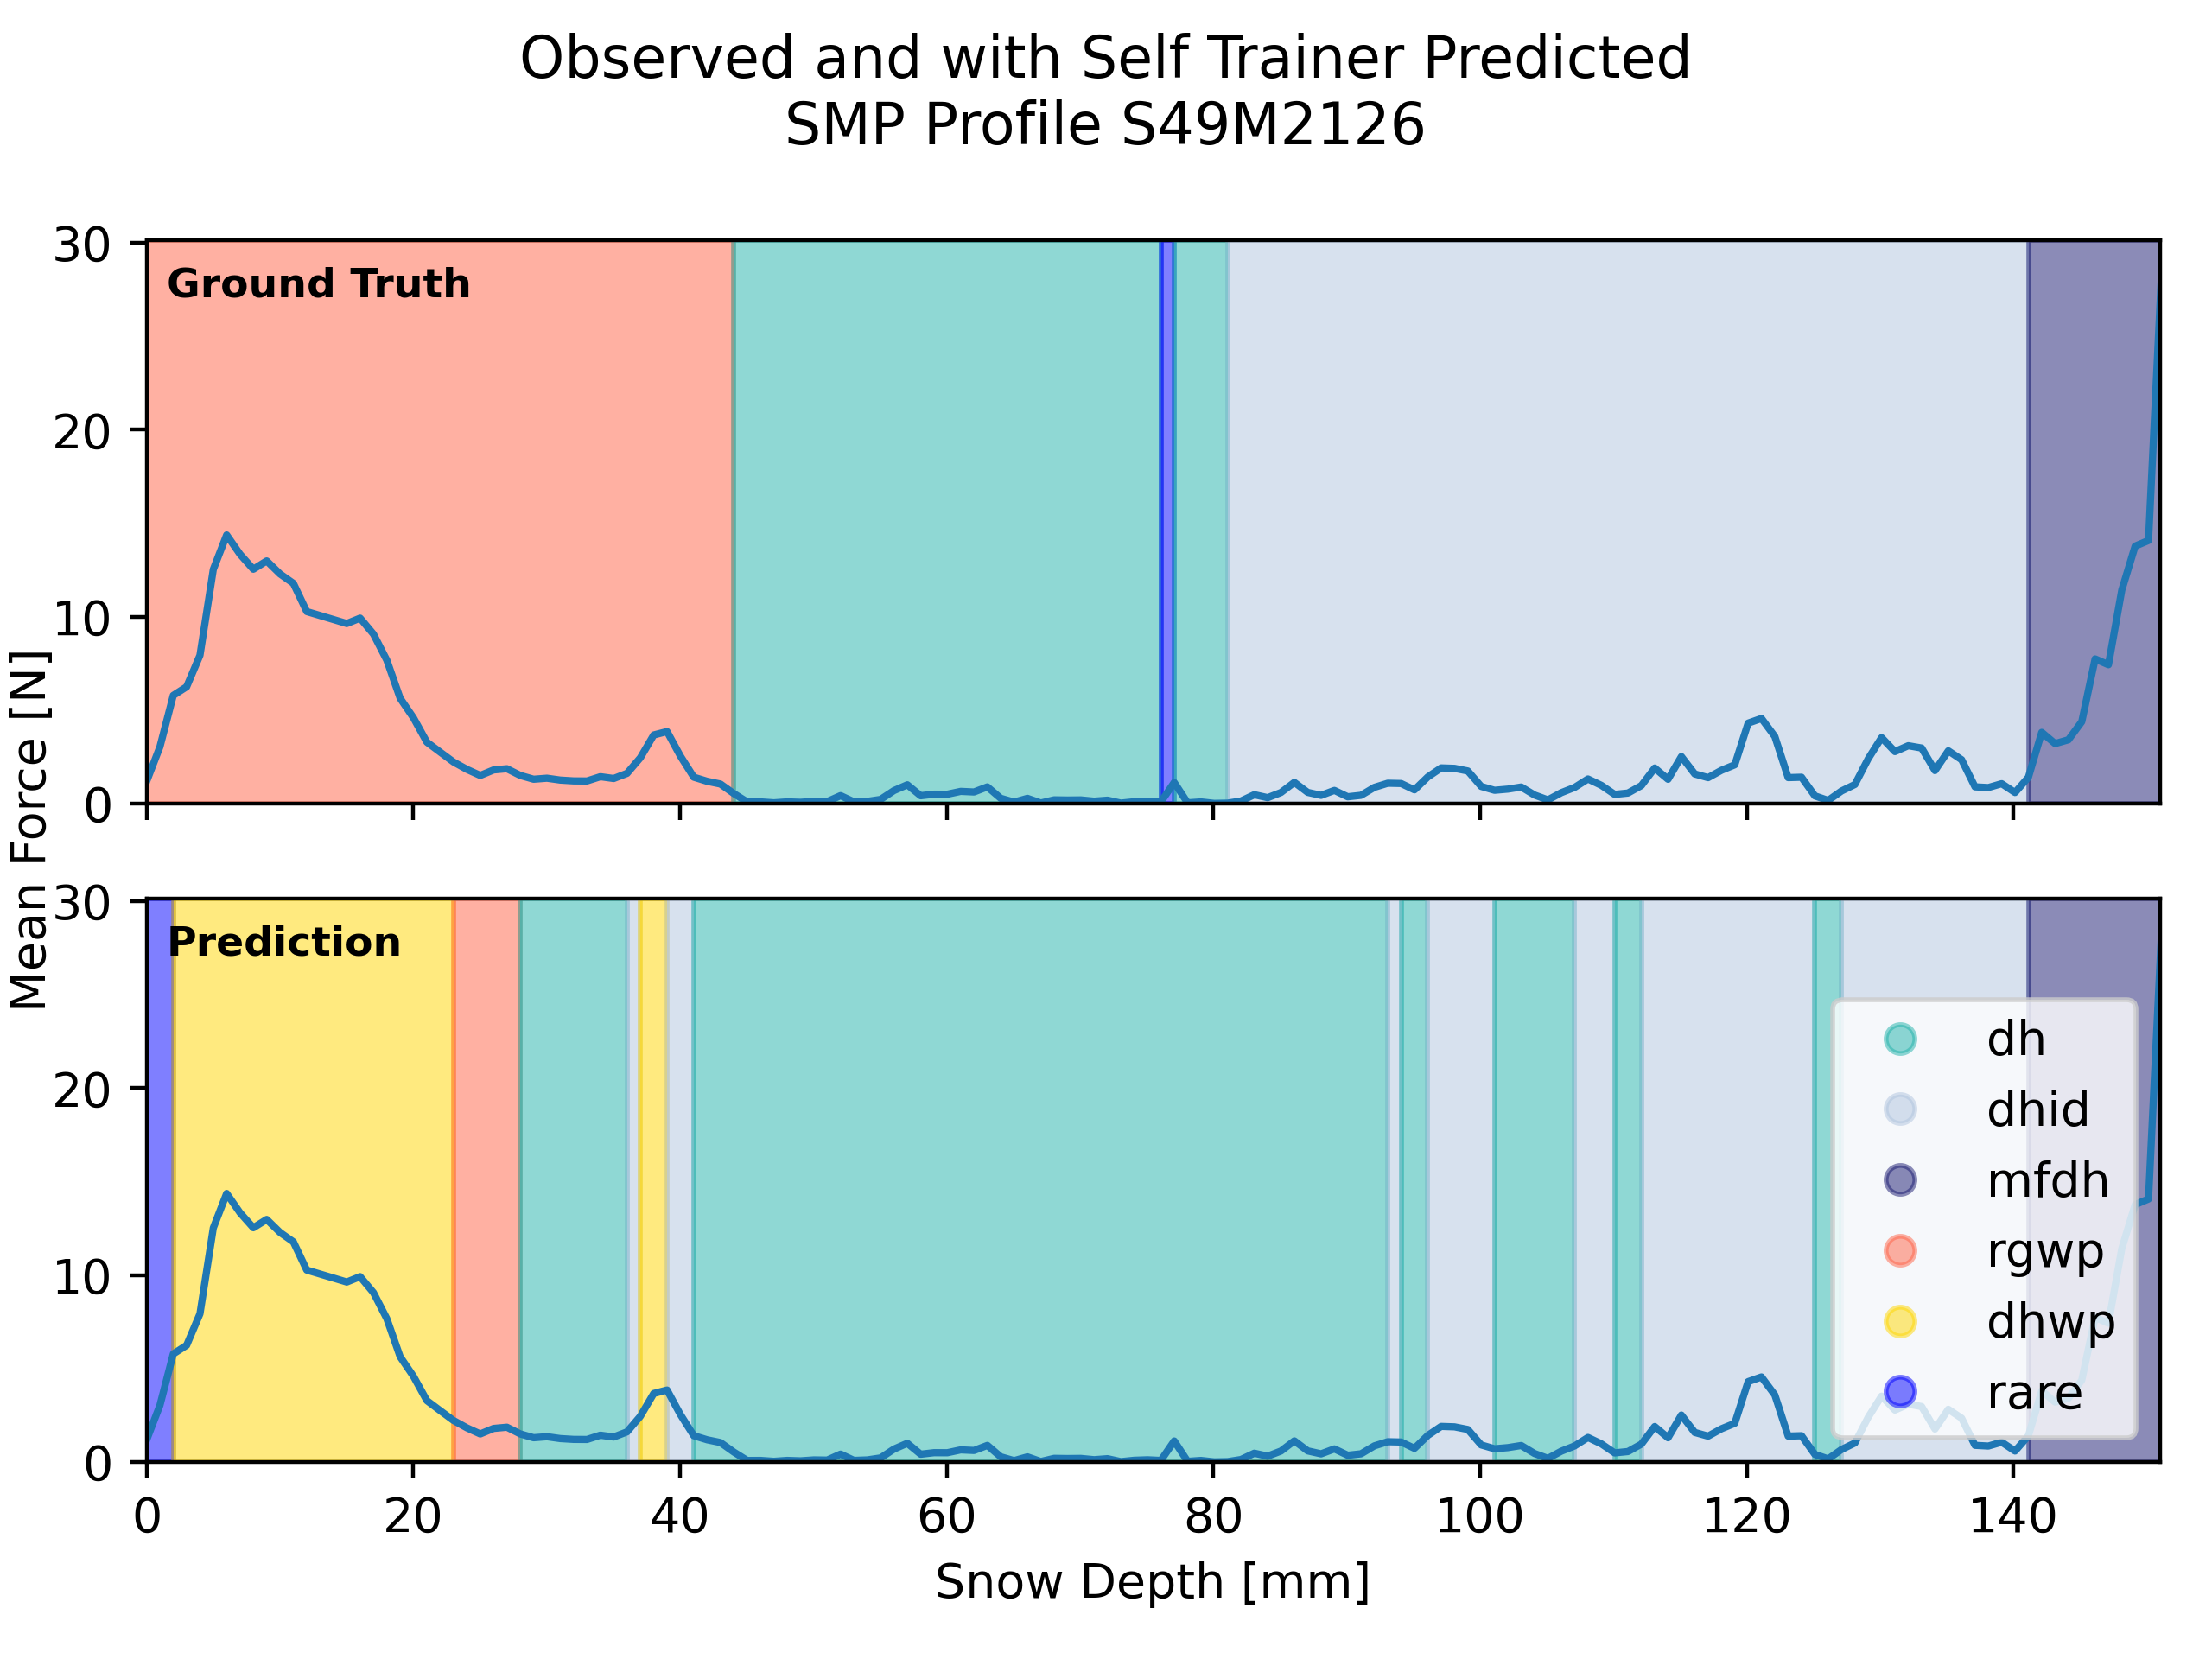 Observed and with Self Trainer Predicted
SMP Profile S49M2126
Mean Force [N]
30
20
10
0
Ground Truth
30
20
10
0
Prediction
dh
dhid
mfdh
rgwp
dhwp
rare
0 20 40 60 80 100 120 140
Snow Depth [mm]